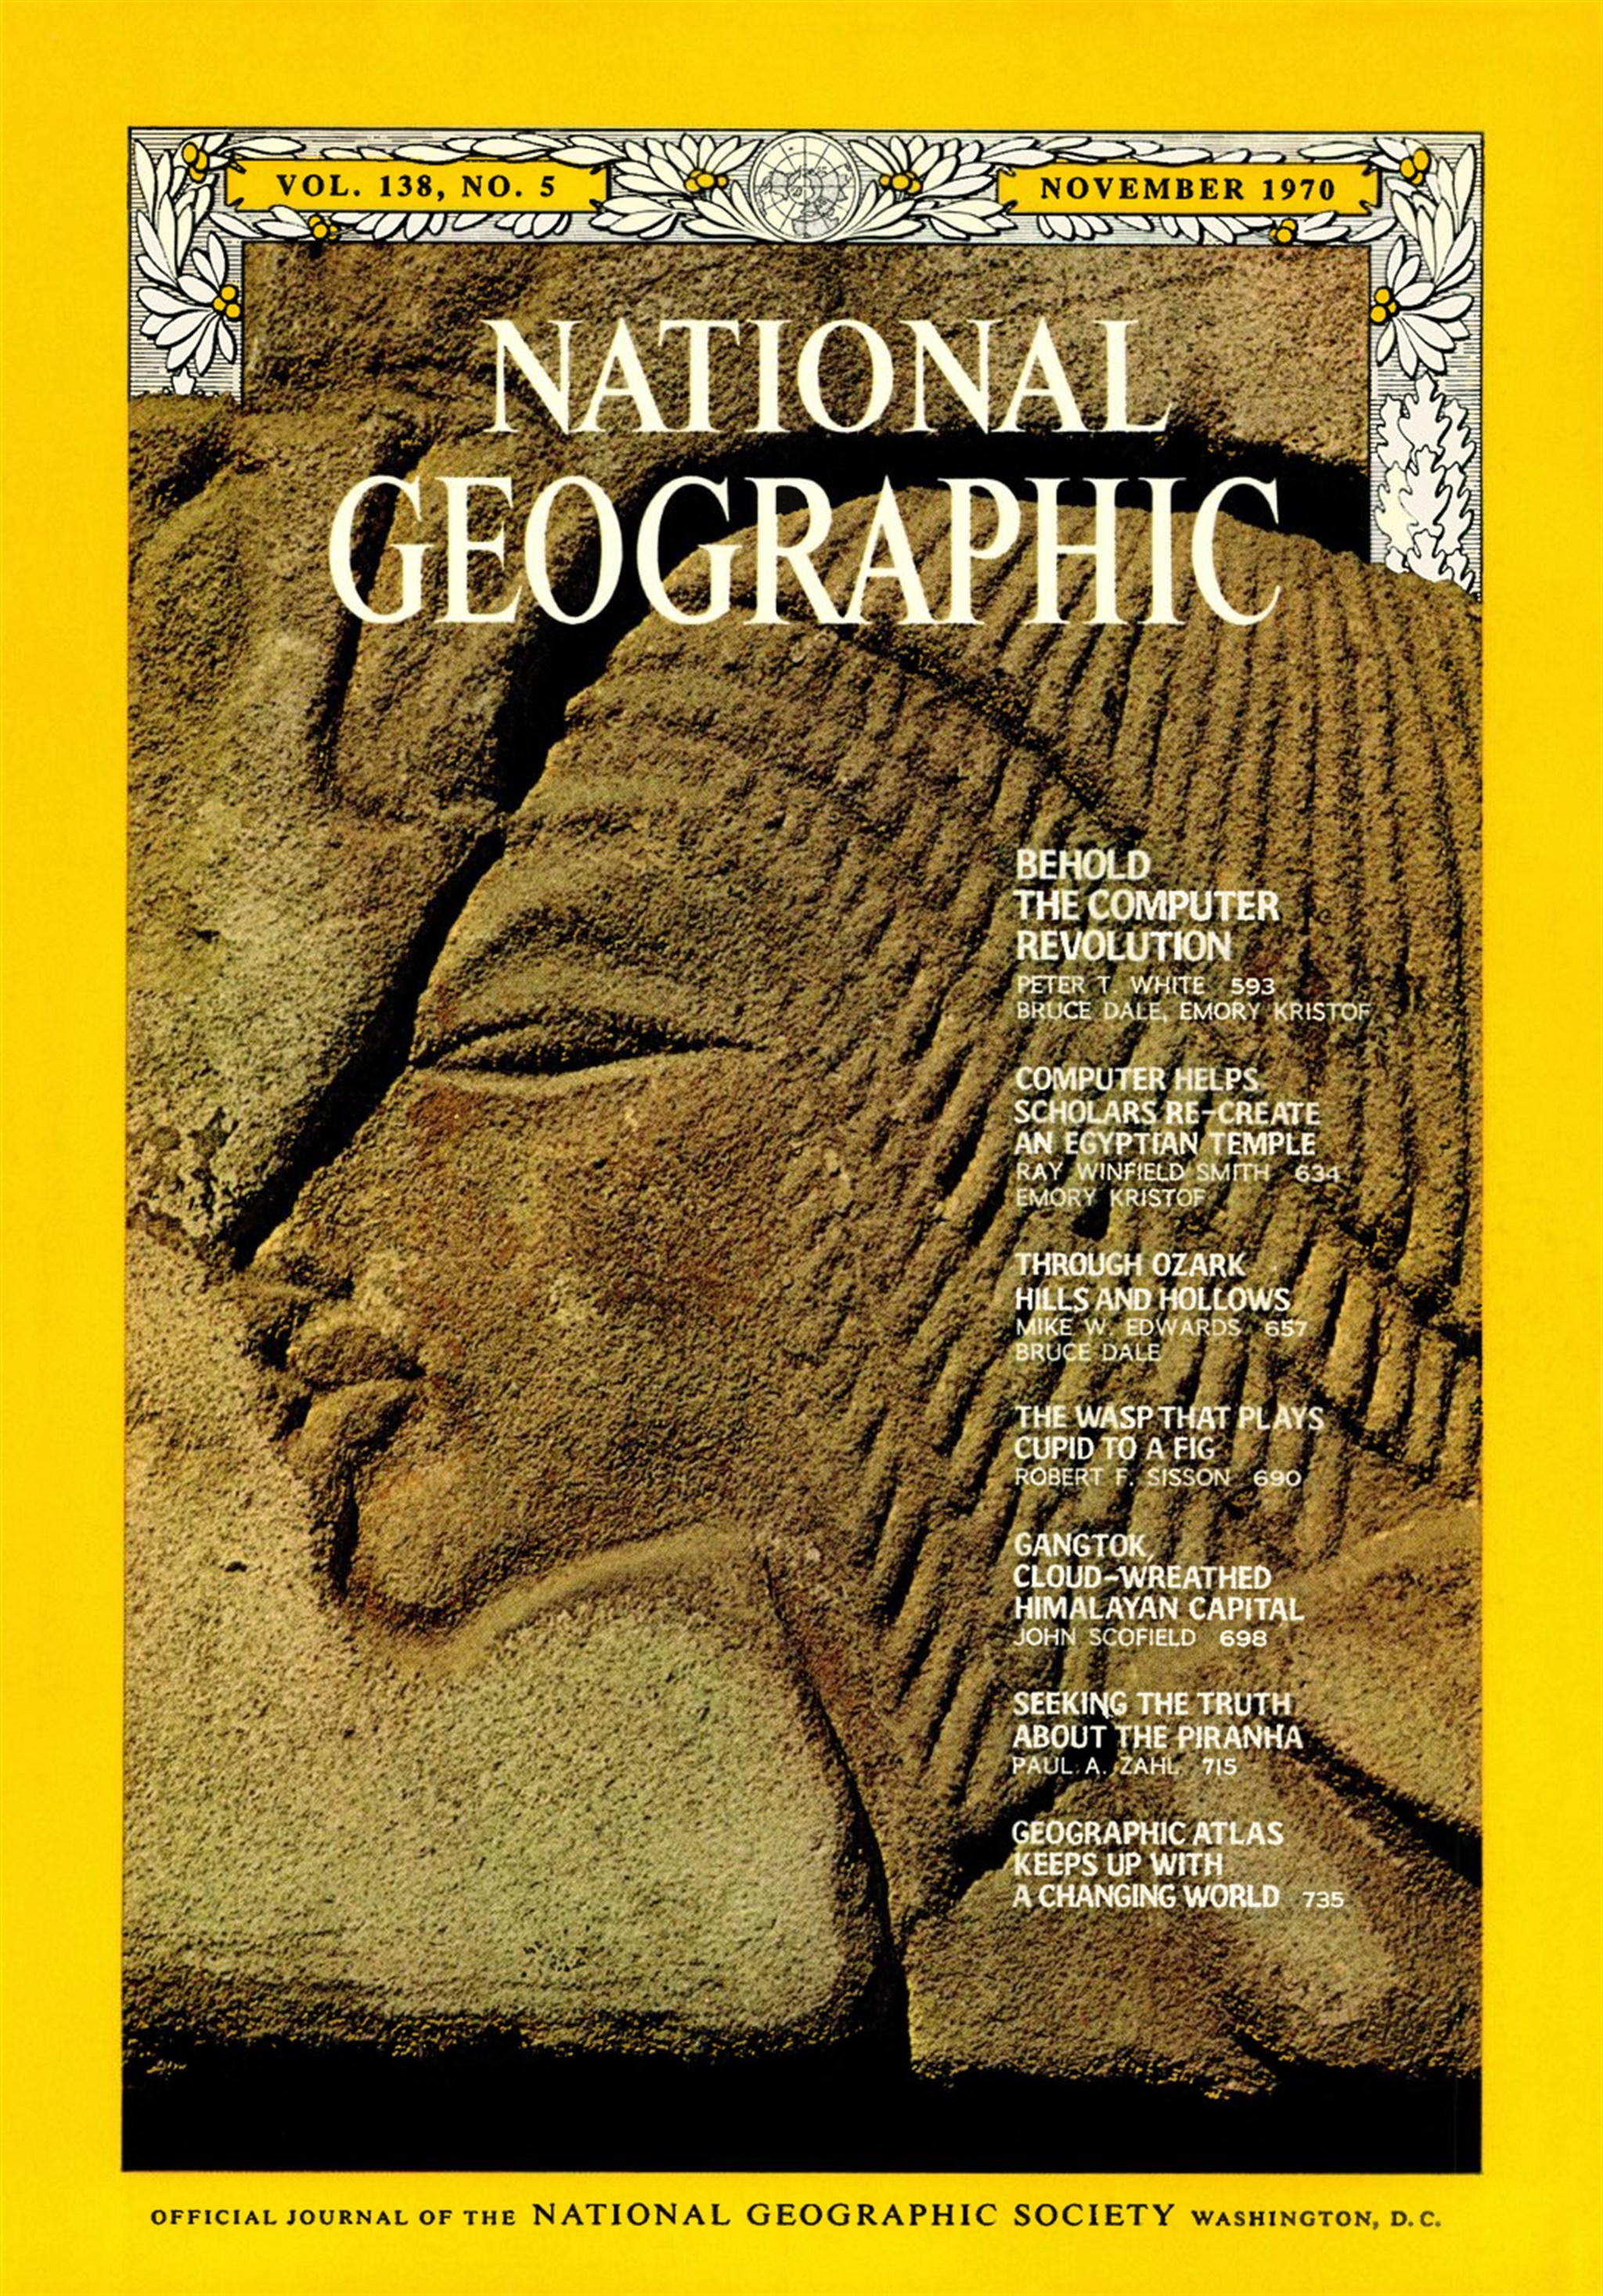 VOL. 138, NO. 5
NOVEMBER 1970
NATIONAL
GEOGRAPHIC
BEHOLD
THE COMPUTER
REVOLUTION
PETER T. WHITE 593
BRUCE DALE, EMORY KRISTOF
COMPUTER HELPS
SCHOLARS RE-CREATE
AN EGYPTIAN TEMPLE
RAY WINFIELD SMITH 634
EMORY KRISTOF
THROUGH OZARK
HILLS AND HOLLOWS
MIKE W. EDWARDS 657
BRUCE DALE
THE WASP THAT PLAYS
CUPID TO A FIG
ROBERT F. SISSON 690
GANGTOK,
CLOUD-WREATHED
HIMALAYAN CAPITAL
JOHN SCOFIELD 698
SEEKING THE TRUTH
ABOUT THE PIRANHA
PAUL A. ZAHL 715
GEOGRAPHIC ATLAS
KEEPS UP WITH
A CHANGING WORLD 735
OFFICIAL JOURNAL OF THE NATIONAL GEOGRAPHIC SOCIETY WASHINGTON, D.C.